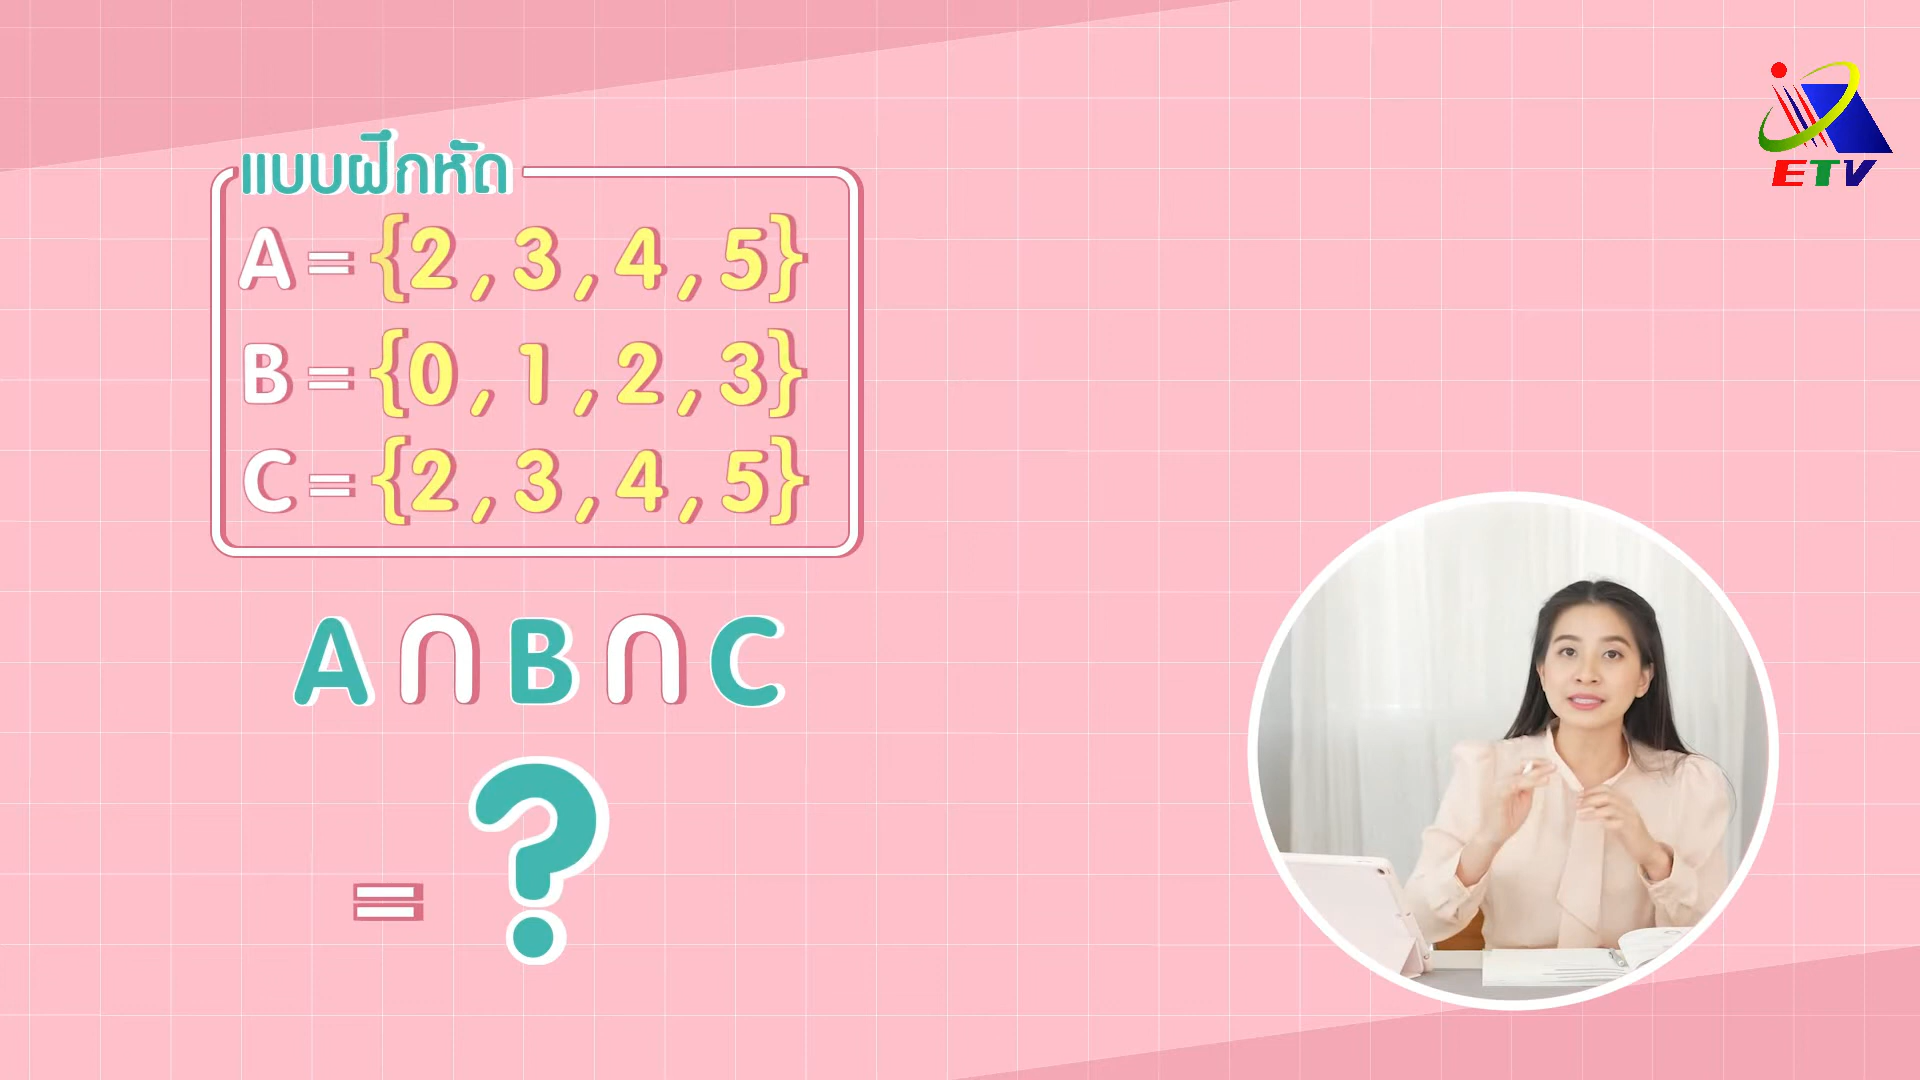 แบบฝึกหัด
A = {2 , 3 , 4 , 5}
B = {0 , 1 , 2 , 3}
C = {2 , 3 , 4 , 5}
A ∩ B ∩ C
= ?
ETV